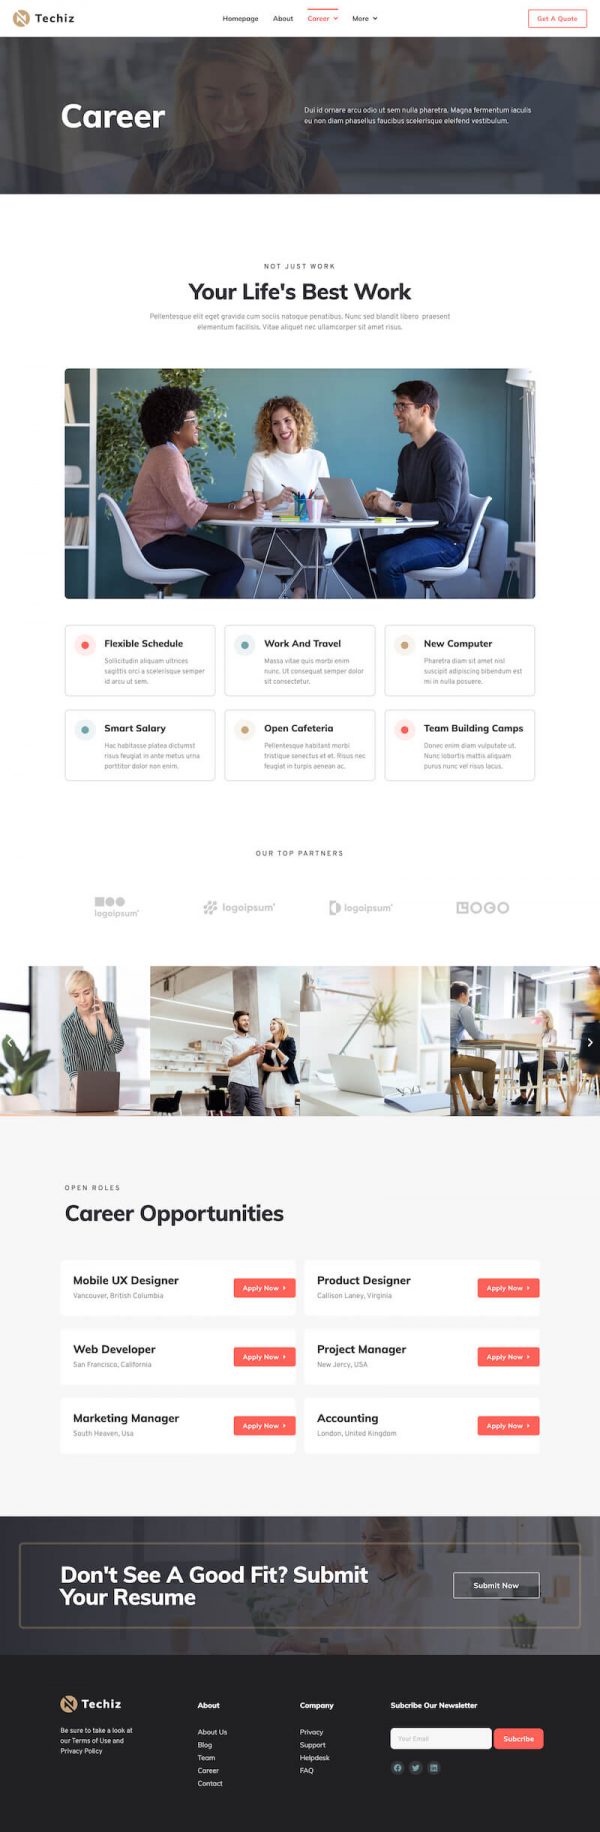 Techiz
Homepage
About
Career
More
Get A Quote
Career
Dui id ornare arcu odio ut sem nulla pharetra. Magna fermentum iaculis
eu non diam phasellus faucibus scelerisque eleifend vestibulum.
NOT JUST WORK
Your Life's Best Work
Pellentesque elit eget gravida cum sociis natoque penatibus. Nunc sed blandit libero praesent
elementum facilisis. Vitae aliquet nec ullamcorper sit amet risus.
Flexible Schedule
Sollicitudin aliquam ultrices
sagittis orci a scelerisque semper
id arcu ut sem.
Work And Travel
Massa vitae quis morbi enim
nunc. Ut consequat semper dolor
sit consectetur.
New Computer
Pharetra diam sit amet nisl
suscipit adipiscing bibendum est
mi in nulla posuere.
Smart Salary
Hac habitasse platea dictumst
risus feugiat in ante metus urna
porttitor dolor non enim.
Open Cafeteria
Pellentesque habitant morbi
tristique senectus et et. Risus nec
feugiat in turpis aenean ac.
Team Building Camps
Donec enim diam vulputate ut.
Nunc lobortis mattis aliquam
purus nunc vel risus lacus.
OUR TOP PARTNERS
logoipsum
logoipsum
logoipsum
LOGO
OPEN ROLES
Career Opportunities
Mobile UX Designer
Vancouver, British Columbia
Apply Now
Product Designer
Callison Laney, Virginia
Apply Now
Web Developer
San Francisco, California
Apply Now
Project Manager
New Jercy, USA
Apply Now
Marketing Manager
South Heaven, Usa
Apply Now
Accounting
London, United Kingdom
Apply Now
Don't See A Good Fit? Submit
Your Resume
Submit Now
Techiz
Be sure to take a look at
our Terms of Use and
Privacy Policy
About
About Us
Blog
Team
Career
Contact
Company
Privacy
Support
Helpdesk
FAQ
Subcribe Our Newsletter
Your Email
Subcribe